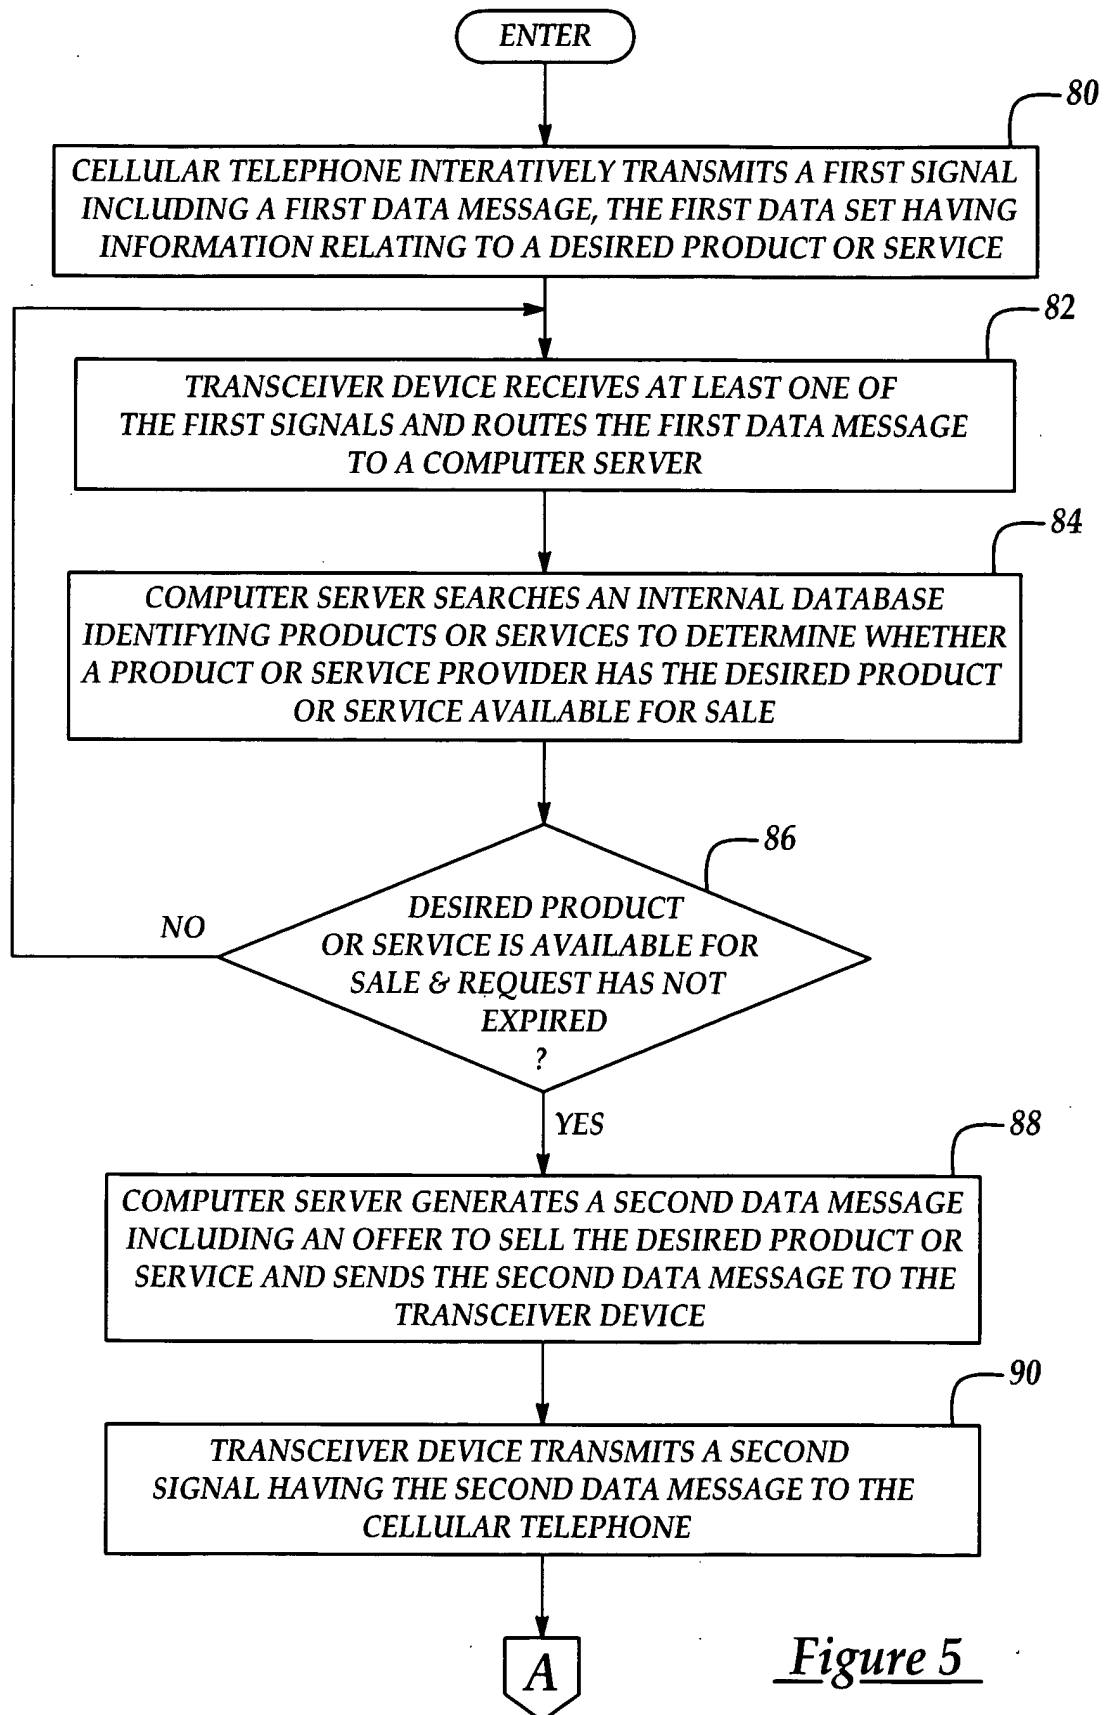 ENTER
80
CELLULAR TELEPHONE INTERATIVELY TRANSMITS A FIRST SIGNAL
INCLUDING A FIRST DATA MESSAGE, THE FIRST DATA SET HAVING
INFORMATION RELATING TO A DESIRED PRODUCT OR SERVICE
82
TRANSCEIVER DEVICE RECEIVES AT LEAST ONE OF
THE FIRST SIGNALS AND ROUTES THE FIRST DATA MESSAGE
TO A COMPUTER SERVER
84
COMPUTER SERVER SEARCHES AN INTERNAL DATABASE
IDENTIFYING PRODUCTS OR SERVICES TO DETERMINE WHETHER
A PRODUCT OR SERVICE PROVIDER HAS THE DESIRED PRODUCT
OR SERVICE AVAILABLE FOR SALE
86
DESIRED PRODUCT
OR SERVICE IS AVAILABLE FOR
SALE & REQUEST HAS NOT
EXPIRED
?
NO
YES
88
COMPUTER SERVER GENERATES A SECOND DATA MESSAGE
INCLUDING AN OFFER TO SELL THE DESIRED PRODUCT OR
SERVICE AND SENDS THE SECOND DATA MESSAGE TO THE
TRANSCEIVER DEVICE
90
TRANSCEIVER DEVICE TRANSMITS A SECOND
SIGNAL HAVING THE SECOND DATA MESSAGE TO THE
CELLULAR TELEPHONE
A
Figure 5